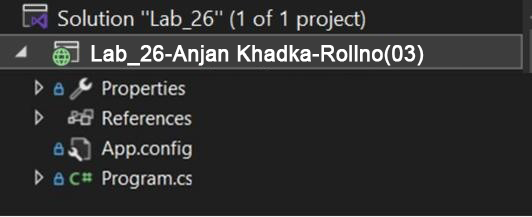 Solution "Lab_26" (1 of 1 project)
Lab_26-Anjan Khadka-Rollno(03)
Properties
References
App.config
C# Program.cs